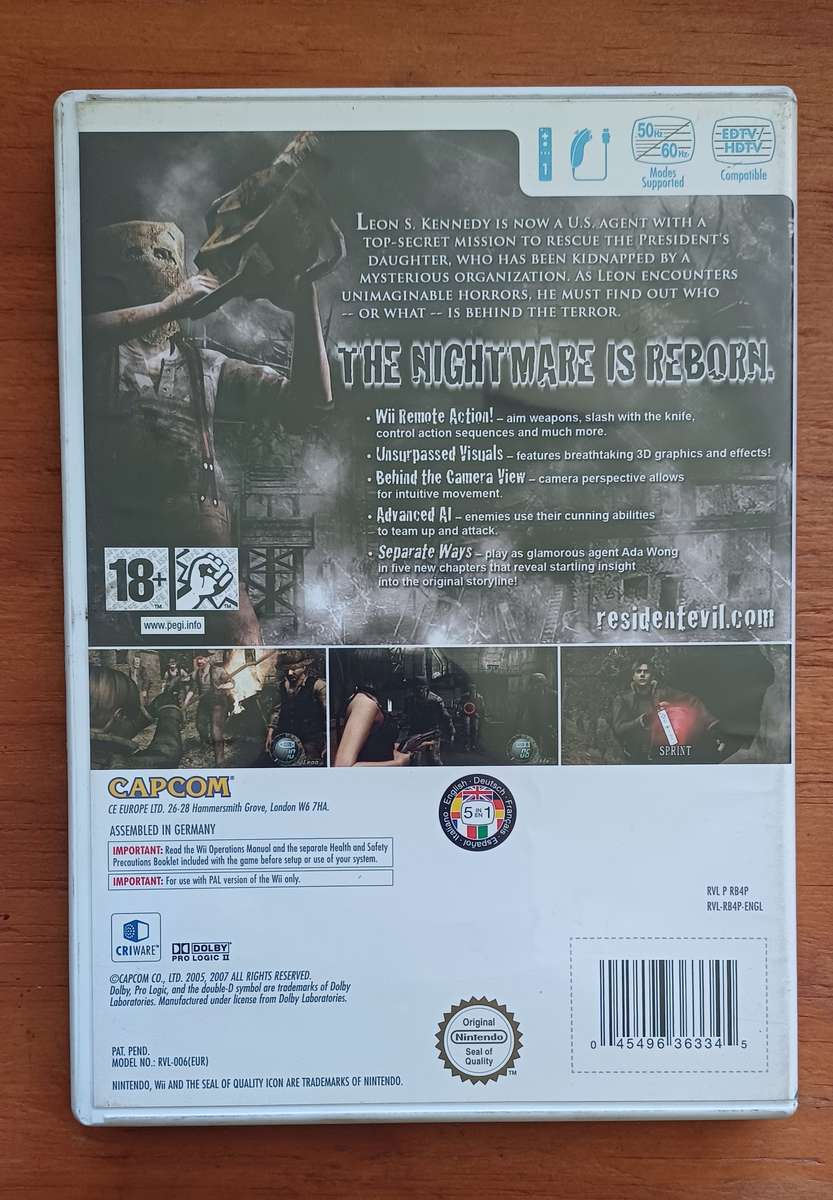 1
50Hz
60Hz
Modes
Supported
EDTV/
HDTV
Compatible
LEON S. KENNEDY IS NOW A U.S. AGENT WITH A
TOP-SECRET MISSION TO RESCUE THE PRESIDENT'S
DAUGHTER, WHO HAS BEEN KIDNAPPED BY A
MYSTERIOUS ORGANIZATION. AS LEON ENCOUNTERS
UNIMAGINABLE HORRORS, HE MUST FIND OUT WHO
-- OR WHAT -- IS BEHIND THE TERROR.
THE NIGHTMARE IS REBORN.
• Wii Remote Action! – aim weapons, slash with the knife,
control action sequences and much more.
• Unsurpassed Visuals – features breathtaking 3D graphics and effects!
• Behind the Camera View – camera perspective allows
for intuitive movement.
• Advanced AI – enemies use their cunning abilities
to team up and attack.
• Separate Ways – play as glamorous agent Ada Wong
in five new chapters that reveal startling insight
into the original storyline!
18+
TM
TM
www.pegi.info
residentevil.com
SPRINT
CAPCOM®
CE EUROPE LTD. 26-28 Hammersmith Grove, London W6 7HA.
ASSEMBLED IN GERMANY
IMPORTANT: Read the Wii Operations Manual and the separate Health and Safety
Precautions Booklet included with the game before setup or use of your system.
IMPORTANT: For use with PAL version of the Wii only.
English · Deutsch · Français · Español · Italiano
5 IN EN 1
RVL P RB4P
RVL-RB4P-ENGL
CRIWARE™
DOLBY
PRO LOGIC II
©CAPCOM CO., LTD. 2005, 2007 ALL RIGHTS RESERVED.
Dolby, Pro Logic, and the double-D symbol are trademarks of Dolby
Laboratories. Manufactured under license from Dolby Laboratories.
PAT. PEND.
MODEL NO.: RVL-006(EUR)
NINTENDO, Wii AND THE SEAL OF QUALITY ICON ARE TRADEMARKS OF NINTENDO.
Original
Nintendo
Seal of
Quality
TM
0 45496 36334 5